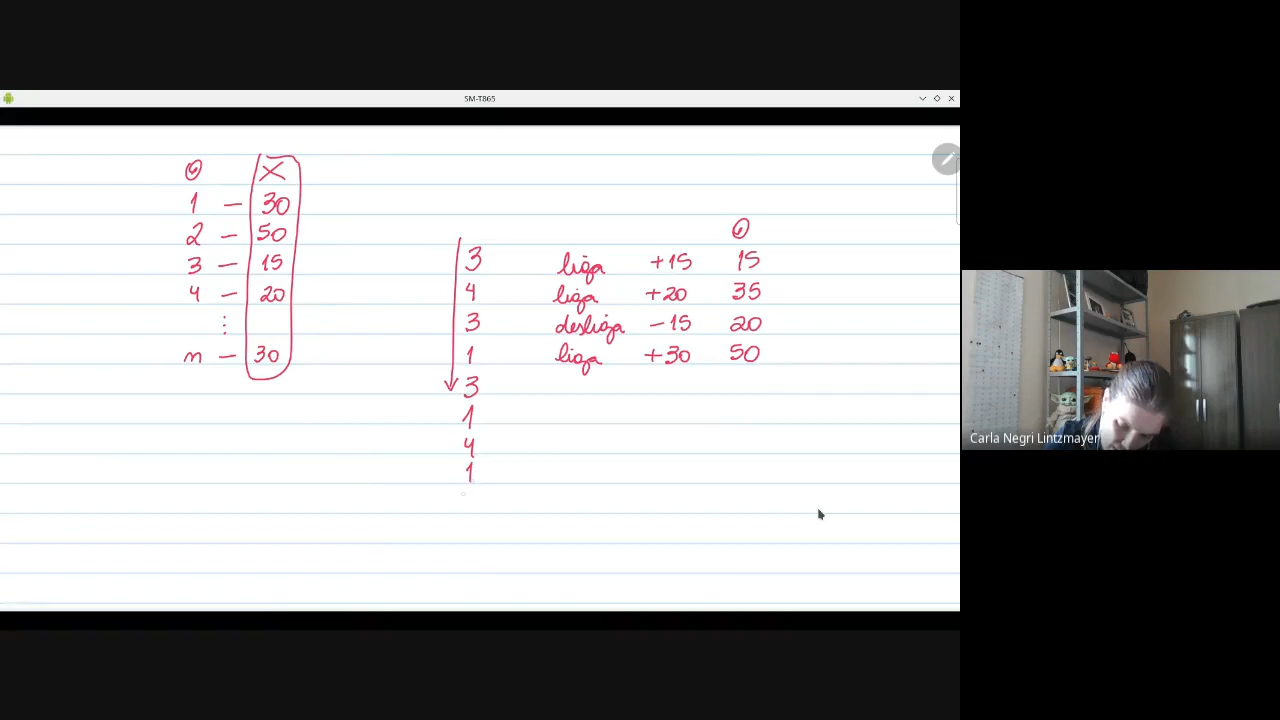 SM-T865
0 X
1 — 30
2 — 50
3 — 15
4 — 20
⋮
n — 30
0
3 liga +15 15
4 liga +20 35
3 desliga -15 20
1 liga +30 50
3
1
4
1
Carla Negri Lintzmayer